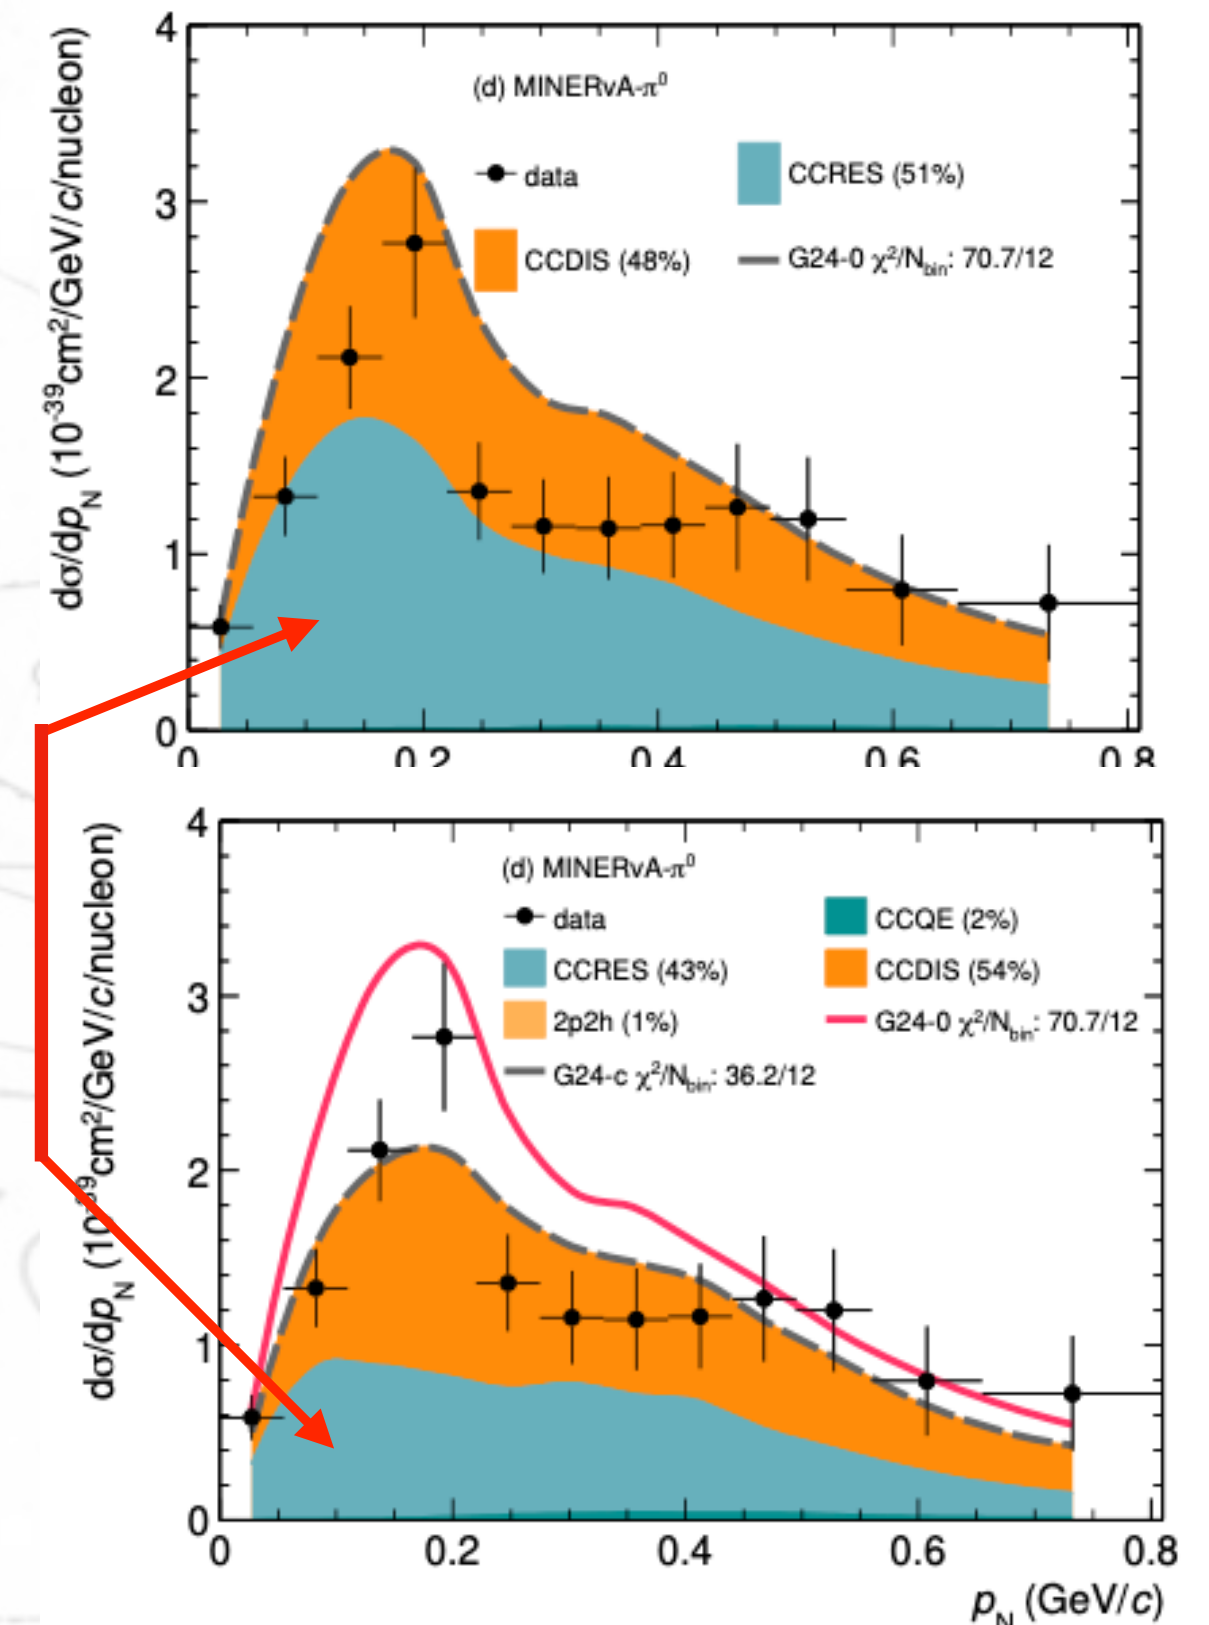 4
(d) MINERvA-π⁰
data
CCRES (51%)
3
CCDIS (48%)
G24-0 χ²/N_bin: 70.7/12
dσ/dp_N (10⁻³⁹cm²/GeV/c/nucleon)
2
1
0
0 0.2 0.4 0.6 0.8
4
(d) MINERvA-π⁰
data
CCQE (2%)
CCRES (43%)
CCDIS (54%)
3
2p2h (1%)
G24-0 χ²/N_bin: 70.7/12
G24-c χ²/N_bin: 36.2/12
dσ/dp_N (10⁻³⁹cm²/GeV/c/nucleon)
2
1
0
0 0.2 0.4 0.6 0.8
p_N (GeV/c)